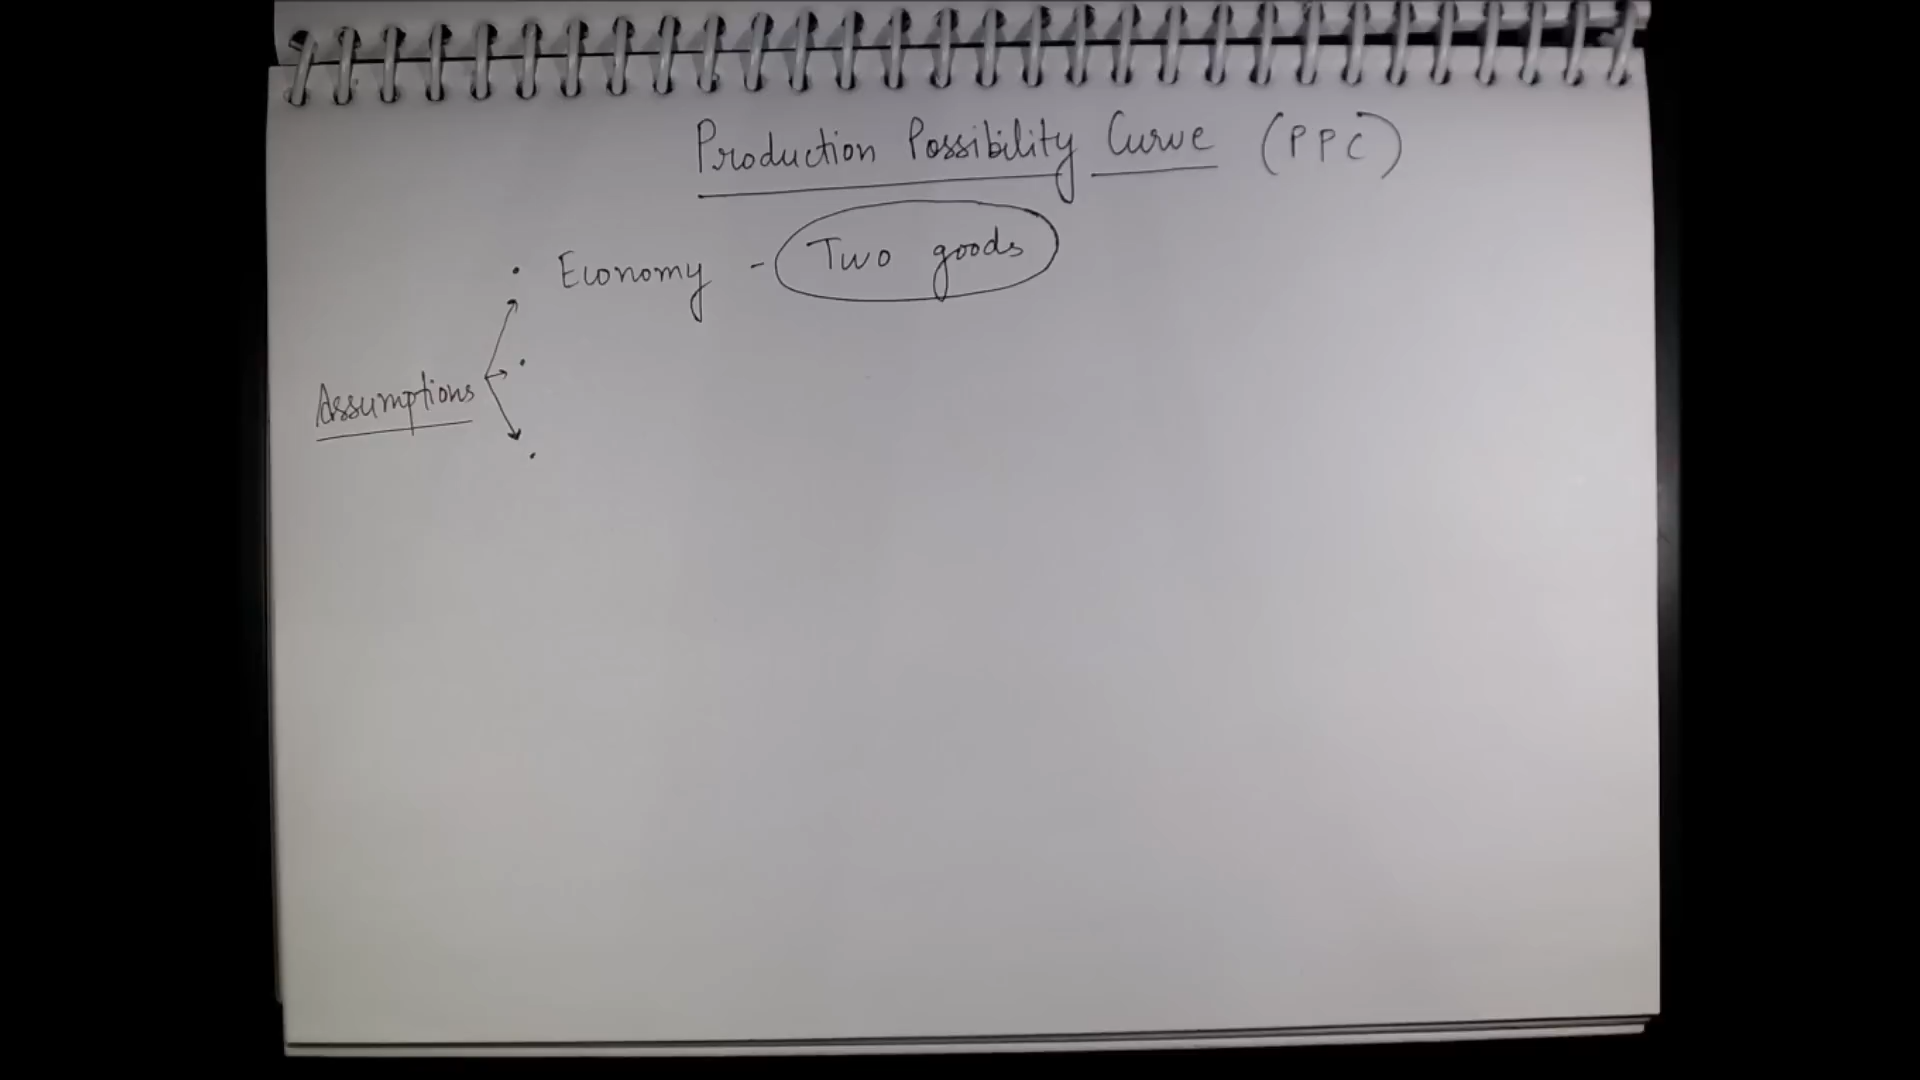 Production Possibility Curve (PPC)
• Economy - Two goods
Assumptions